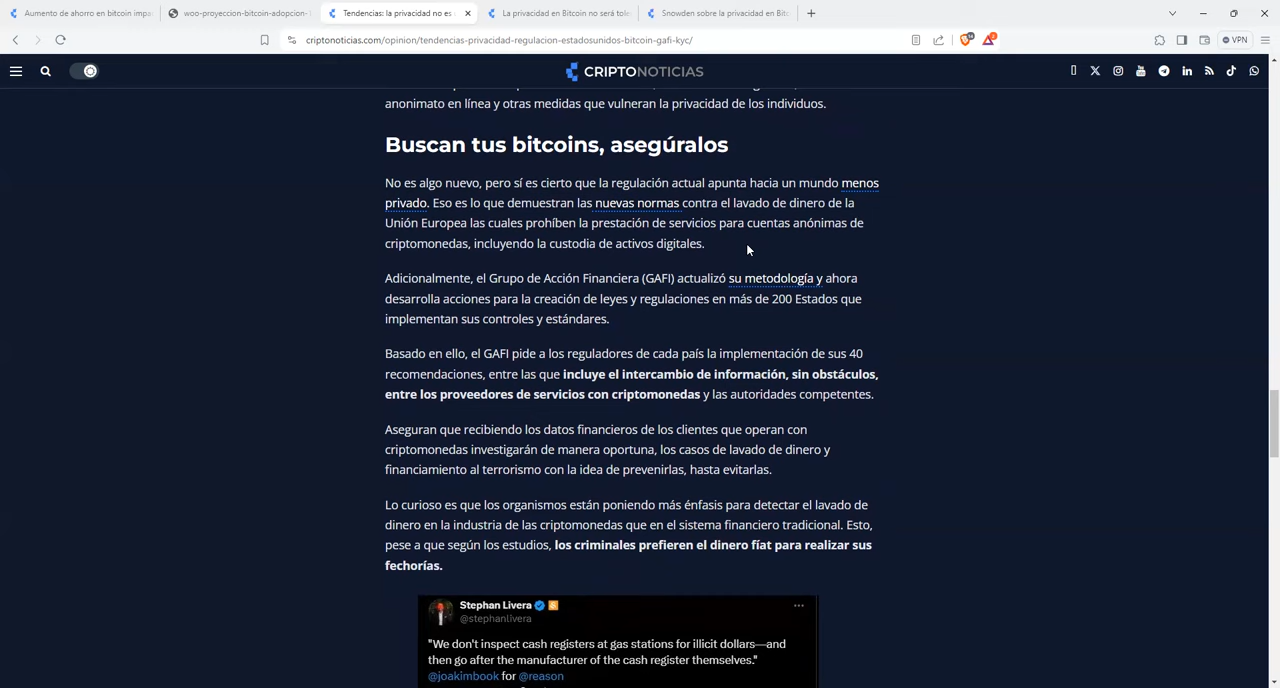 Aumento de ahorro en bitcoin impa
woo-proyeccion-bitcoin-adopcion-
Tendencias: la privacidad no es
La privacidad en Bitcoin no será tole
Snowden sobre la privacidad en Bit
criptonoticias.com/opinion/tendencias-privacidad-regulacion-estadosunidos-bitcoin-gafi-kyc/
VPN
CRIPTONOTICIAS
anonimato en línea y otras medidas que vulneran la privacidad de los individuos.
Buscan tus bitcoins, asegúralos
No es algo nuevo, pero sí es cierto que la regulación actual apunta hacia un mundo menos
privado. Eso es lo que demuestran las nuevas normas contra el lavado de dinero de la
Unión Europea las cuales prohíben la prestación de servicios para cuentas anónimas de
criptomonedas, incluyendo la custodia de activos digitales.
Adicionalmente, el Grupo de Acción Financiera (GAFI) actualizó su metodología y ahora
desarrolla acciones para la creación de leyes y regulaciones en más de 200 Estados que
implementan sus controles y estándares.
Basado en ello, el GAFI pide a los reguladores de cada país la implementación de sus 40
recomendaciones, entre las que incluye el intercambio de información, sin obstáculos,
entre los proveedores de servicios con criptomonedas y las autoridades competentes.
Aseguran que recibiendo los datos financieros de los clientes que operan con
criptomonedas investigarán de manera oportuna, los casos de lavado de dinero y
financiamiento al terrorismo con la idea de prevenirlas, hasta evitarlas.
Lo curioso es que los organismos están poniendo más énfasis para detectar el lavado de
dinero en la industria de las criptomonedas que en el sistema financiero tradicional. Esto,
pese a que según los estudios, los criminales prefieren el dinero fíat para realizar sus
fechorías.
Stephan Livera
@stephanlivera
"We don't inspect cash registers at gas stations for illicit dollars—and
then go after the manufacturer of the cash register themselves."
@joakimbook for @reason